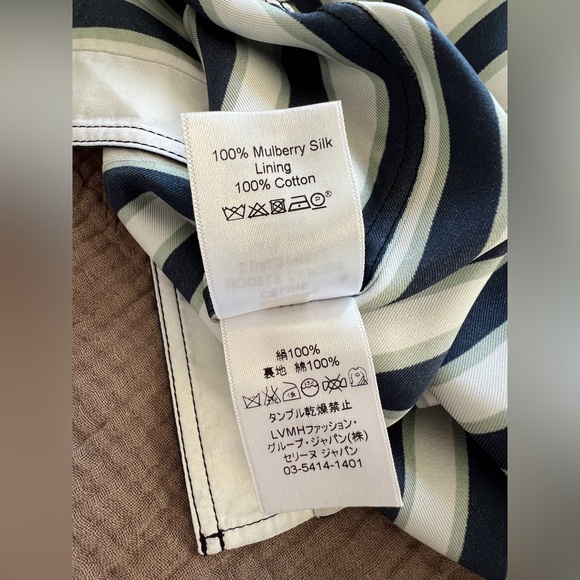 100% Mulberry Silk
Lining
100% Cotton
絹100%
裏地 綿100%
タンブル乾燥禁止
LVMHファッション・
グループ・ジャパン(株)
セリーヌ ジャパン
03-5414-1401